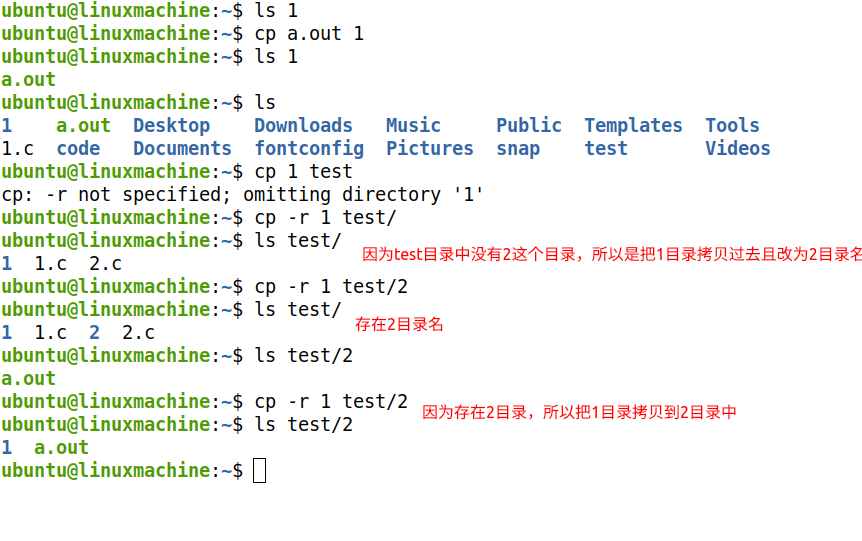 ubuntu@linuxmachine:~$ ls 1
ubuntu@linuxmachine:~$ cp a.out 1
ubuntu@linuxmachine:~$ ls 1
a.out
ubuntu@linuxmachine:~$ ls
1    a.out  Desktop    Downloads   Music     Public  Templates  Tools
1.c  code   Documents  fontconfig  Pictures  snap    test       Videos
ubuntu@linuxmachine:~$ cp 1 test
cp: -r not specified; omitting directory '1'
ubuntu@linuxmachine:~$ cp -r 1 test/
ubuntu@linuxmachine:~$ ls test/
因为test目录中没有2这个目录，所以是把1目录拷贝过去且改为2目录名
1  1.c  2.c
ubuntu@linuxmachine:~$ cp -r 1 test/2
ubuntu@linuxmachine:~$ ls test/
存在2目录名
1  1.c  2  2.c
ubuntu@linuxmachine:~$ ls test/2
a.out
ubuntu@linuxmachine:~$ cp -r 1 test/2
因为存在2目录，所以把1目录拷贝到2目录中
ubuntu@linuxmachine:~$ ls test/2
1  a.out
ubuntu@linuxmachine:~$